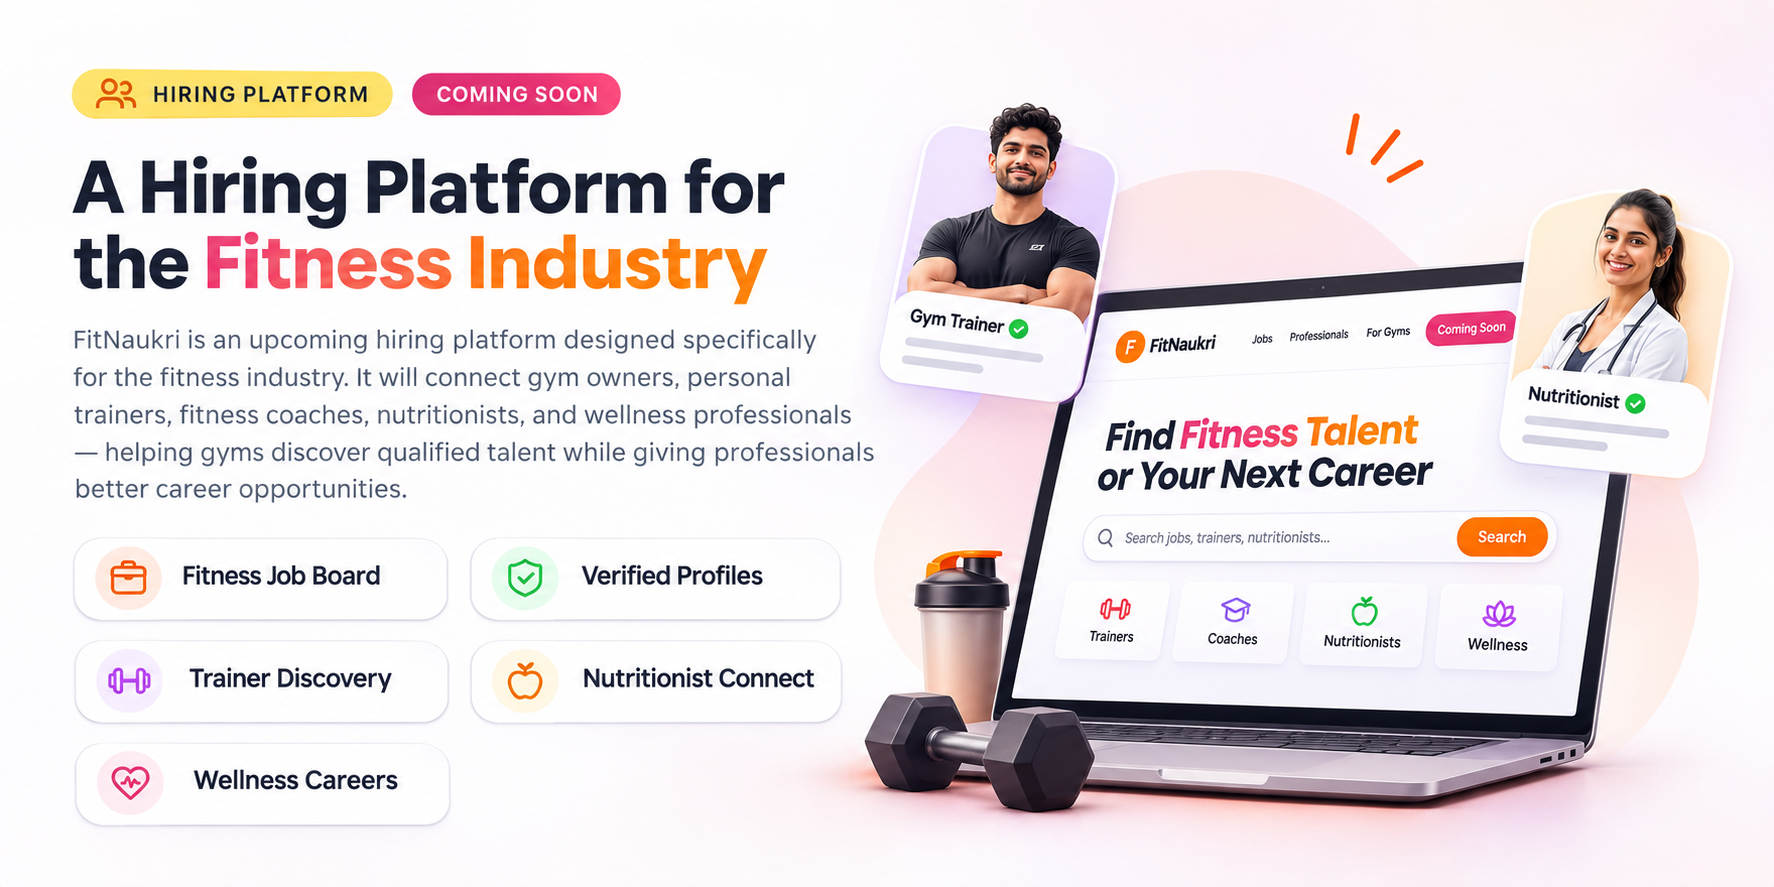 HIRING PLATFORM
COMING SOON
A Hiring Platform for
the Fitness Industry
FitNaukri is an upcoming hiring platform designed specifically
for the fitness industry. It will connect gym owners, personal
trainers, fitness coaches, nutritionists, and wellness professionals
— helping gyms discover qualified talent while giving professionals
better career opportunities.
Fitness Job Board
Verified Profiles
Trainer Discovery
Nutritionist Connect
Wellness Careers
Gym Trainer
Nutritionist
F FitNaukri
Jobs
Professionals
For Gyms
Coming Soon
Find Fitness Talent
or Your Next Career
Search jobs, trainers, nutritionists...
Search
Trainers
Coaches
Nutritionists
Wellness